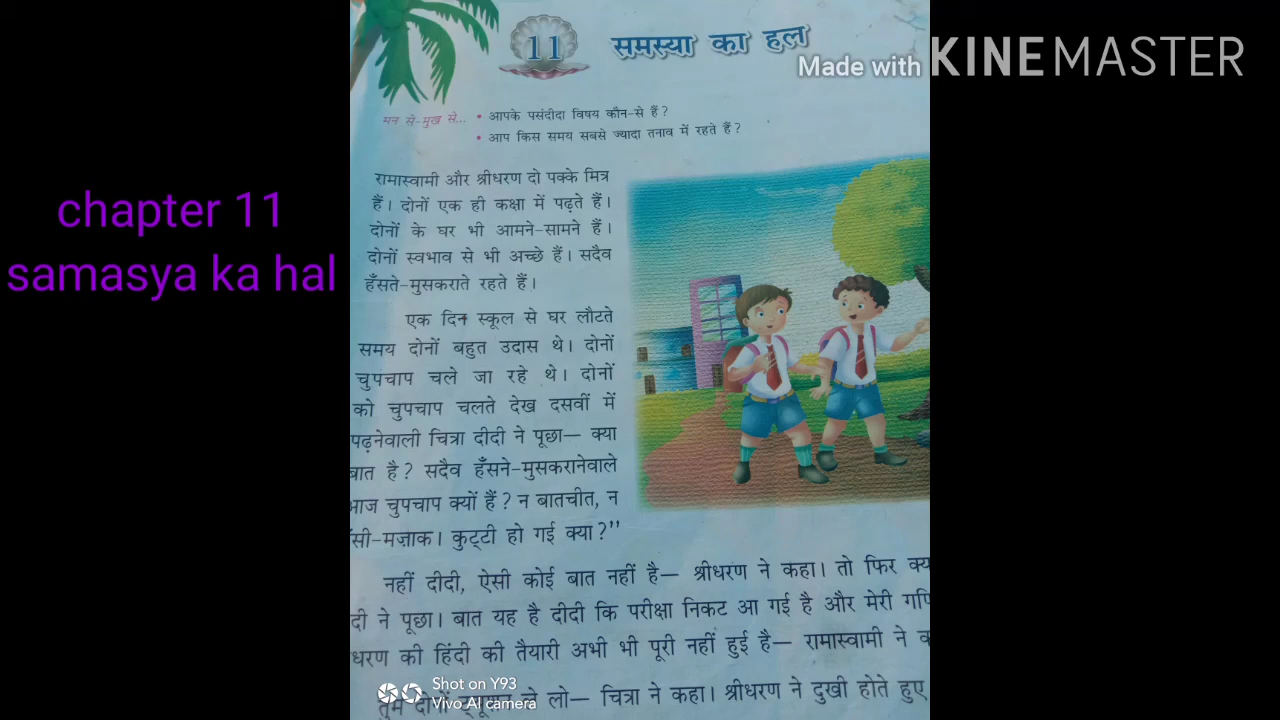 11
समस्या का हल
Made with KINEMASTER
chapter 11
samasya ka hal
मन से-मुख से... • आपके पसंदीदा विषय कौन-से हैं?
• आप किस समय सबसे ज्यादा तनाव में रहते हैं?
रामास्वामी और श्रीधरण दो पक्के मित्र
हैं। दोनों एक ही कक्षा में पढ़ते हैं।
दोनों के घर भी आमने-सामने हैं।
दोनों स्वभाव से भी अच्छे हैं। सदैव
हँसते-मुसकराते रहते हैं।
एक दिन स्कूल से घर लौटते
समय दोनों बहुत उदास थे। दोनों
चुपचाप चले जा रहे थे। दोनों
को चुपचाप चलते देख दसवीं में
पढ़नेवाली चित्रा दीदी ने पूछा— क्या
बात है? सदैव हँसने-मुसकरानेवाले
आज चुपचाप क्यों हैं? न बातचीत, न
सी-मज़ाक। कुट्टी हो गई क्या?”
नहीं दीदी, ऐसी कोई बात नहीं है— श्रीधरण ने कहा। तो फिर क्य
दी ने पूछा। बात यह है दीदी कि परीक्षा निकट आ गई है और मेरी गणि
धरण की हिंदी की तैयारी अभी भी पूरी नहीं हुई है— रामास्वामी ने क
तुम दोनों ले लो— चित्रा ने कहा। श्रीधरण ने दुखी होते हुए
Shot on Y93
Vivo AI camera